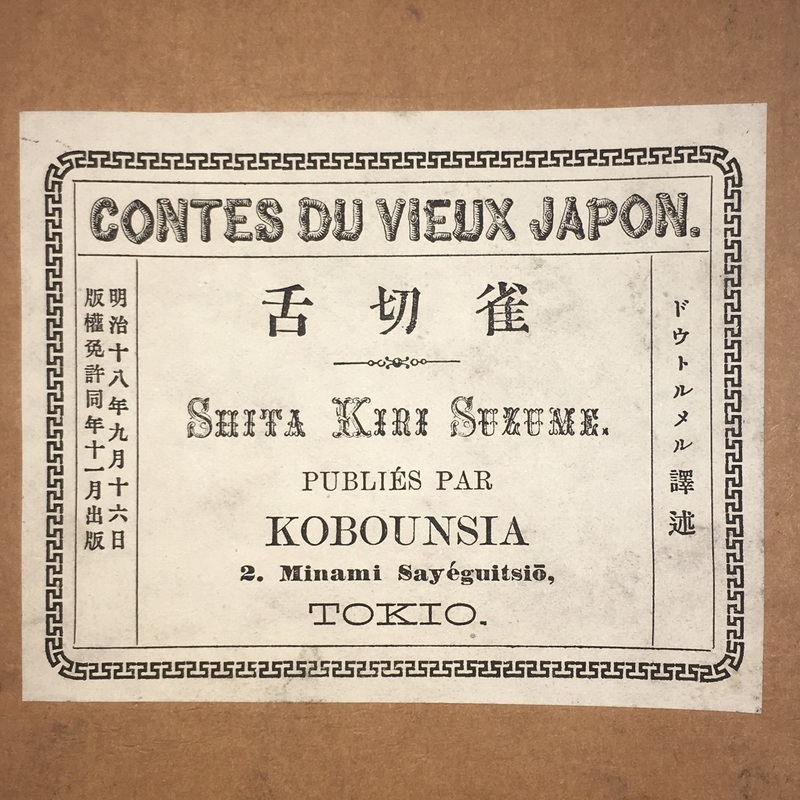 CONTES DU VIEUX JAPON.
舌切雀
SHITA KIRI SUZUME.
PUBLIÉS PAR
KOBOUNSIA
2. Minami Sayéguitsiō,
TOKIO.
ドウトルメル譯述
明治十八年九月十六日
版權免許同年十一月出版